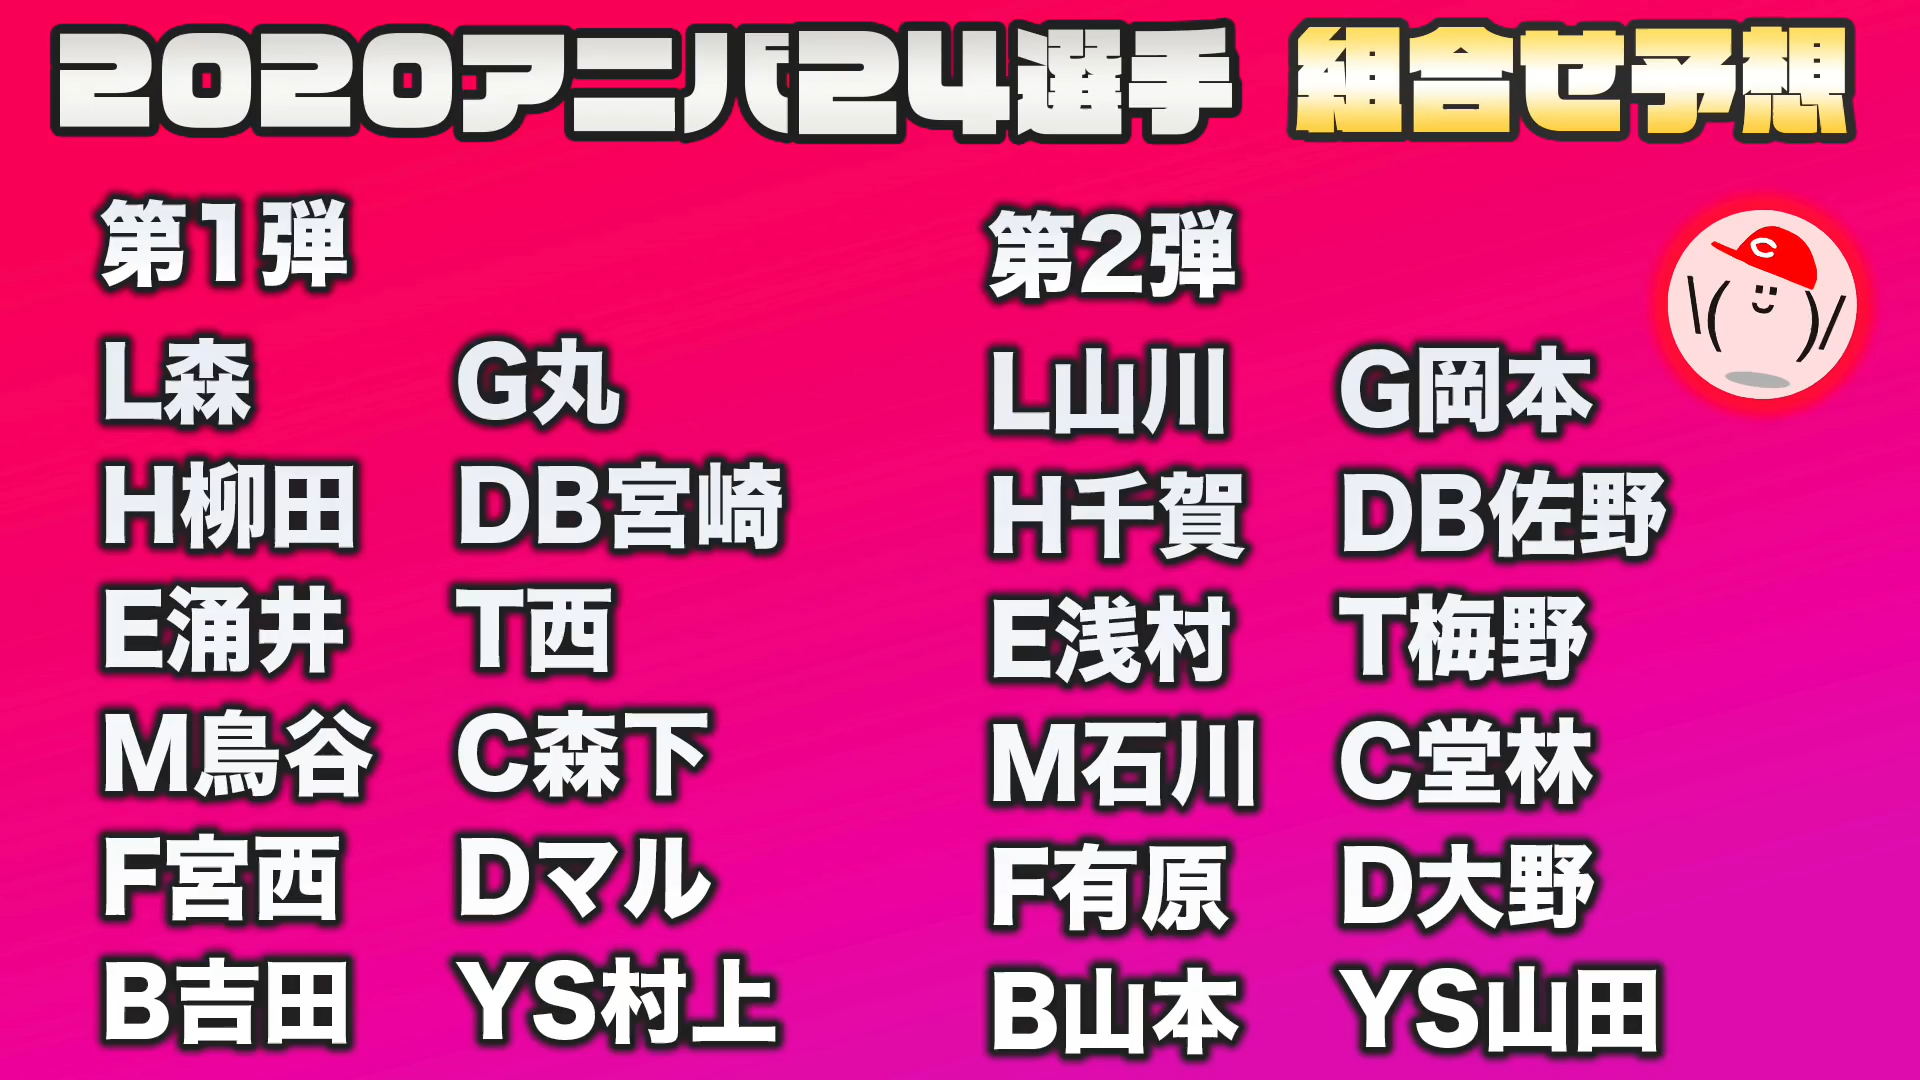 2020アニバ24選手 組合せ予想
第1弾
L森 G丸
H柳田 DB宮崎
E涌井 T西
M鳥谷 C森下
F宮西 Dマル
B吉田 YS村上
第2弾
L山川 G岡本
H千賀 DB佐野
E浅村 T梅野
M石川 C堂林
F有原 D大野
B山本 YS山田
C